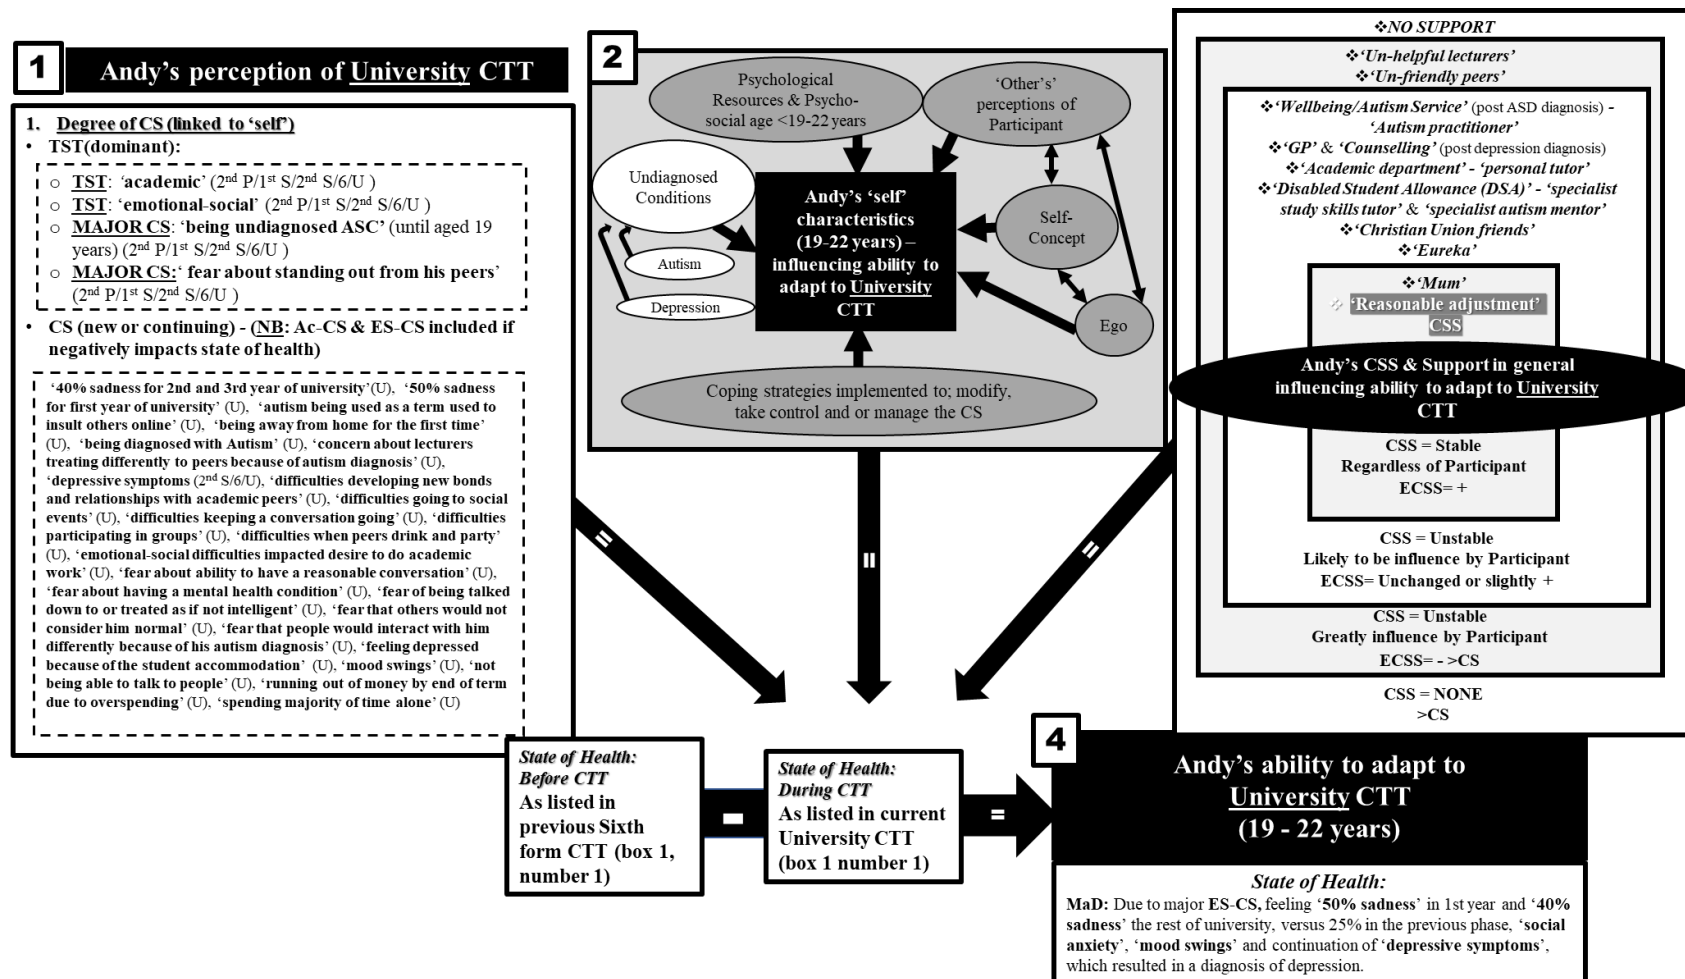 1
Andy's perception of University CTT
1. Degree of CS (linked to 'self')
• TST(dominant):
o TST: 'academic' (2nd P/1st S/2nd S/6/U )
o TST: 'emotional-social' (2nd P/1st S/2nd S/6/U )
o MAJOR CS: 'being undiagnosed ASC' (until aged 19
years) (2nd P/1st S/2nd S/6/U )
o MAJOR CS:' fear about standing out from his peers'
(2nd P/1st S/2nd S/6/U )
• CS (new or continuing) - (NB: Ac-CS & ES-CS included if
negatively impacts state of health)
'40% sadness for 2nd and 3rd year of university'(U), '50% sadness
for first year of university' (U), 'autism being used as a term used to
insult others online' (U), 'being away from home for the first time'
(U), 'being diagnosed with Autism' (U), 'concern about lecturers
treating differently to peers because of autism diagnosis' (U),
'depressive symptoms (2nd S/6/U), 'difficulties developing new bonds
and relationships with academic peers' (U), 'difficulties going to social
events' (U), 'difficulties keeping a conversation going' (U), 'difficulties
participating in groups' (U), 'difficulties when peers drink and party'
(U), 'emotional-social difficulties impacted desire to do academic
work' (U), 'fear about ability to have a reasonable conversation' (U),
'fear about having a mental health condition' (U), 'fear of being talked
down to or treated as if not intelligent' (U), 'fear that others would not
consider him normal' (U), 'fear that people would interact with him
differently because of his autism diagnosis' (U), 'feeling depressed
because of the student accommodation' (U), 'mood swings' (U), 'not
being able to talk to people' (U), 'running out of money by end of term
due to overspending' (U), 'spending majority of time alone' (U)
2
Psychological
Resources & Psycho-
social age <19-22 years
'Other's'
perceptions of
Participant
Undiagnosed
Conditions
Autism
Depression
Andy's 'self'
characteristics
(19-22 years) –
influencing ability to
adapt to University
CTT
Self-
Concept
Ego
Coping strategies implemented to; modify,
take control and or manage the CS
❖NO SUPPORT
❖'Un-helpful lecturers'
❖'Un-friendly peers'
❖'Wellbeing/Autism Service' (post ASD diagnosis) -
'Autism practitioner'
❖'GP' & 'Counselling' (post depression diagnosis)
❖'Academic department' - 'personal tutor'
❖'Disabled Student Allowance (DSA)' - 'specialist
study skills tutor' & 'specialist autism mentor'
❖'Christian Union friends'
❖'Eureka'
❖'Mum'
❖ 'Reasonable adjustment'
CSS
Andy's CSS & Support in general
influencing ability to adapt to University
CTT
CSS = Stable
Regardless of Participant
ECSS= +
CSS = Unstable
Likely to be influence by Participant
ECSS= Unchanged or slightly +
CSS = Unstable
Greatly influence by Participant
ECSS= - >CS
CSS = NONE
>CS
=
=
=
State of Health:
Before CTT
As listed in
previous Sixth
form CTT (box 1,
number 1)
-
State of Health:
During CTT
As listed in current
University CTT
(box 1 number 1)
=
4
Andy's ability to adapt to
University CTT
(19 - 22 years)
State of Health:
MaD: Due to major ES-CS, feeling '50% sadness' in 1st year and '40%
sadness' the rest of university, versus 25% in the previous phase, 'social
anxiety', 'mood swings' and continuation of 'depressive symptoms',
which resulted in a diagnosis of depression.